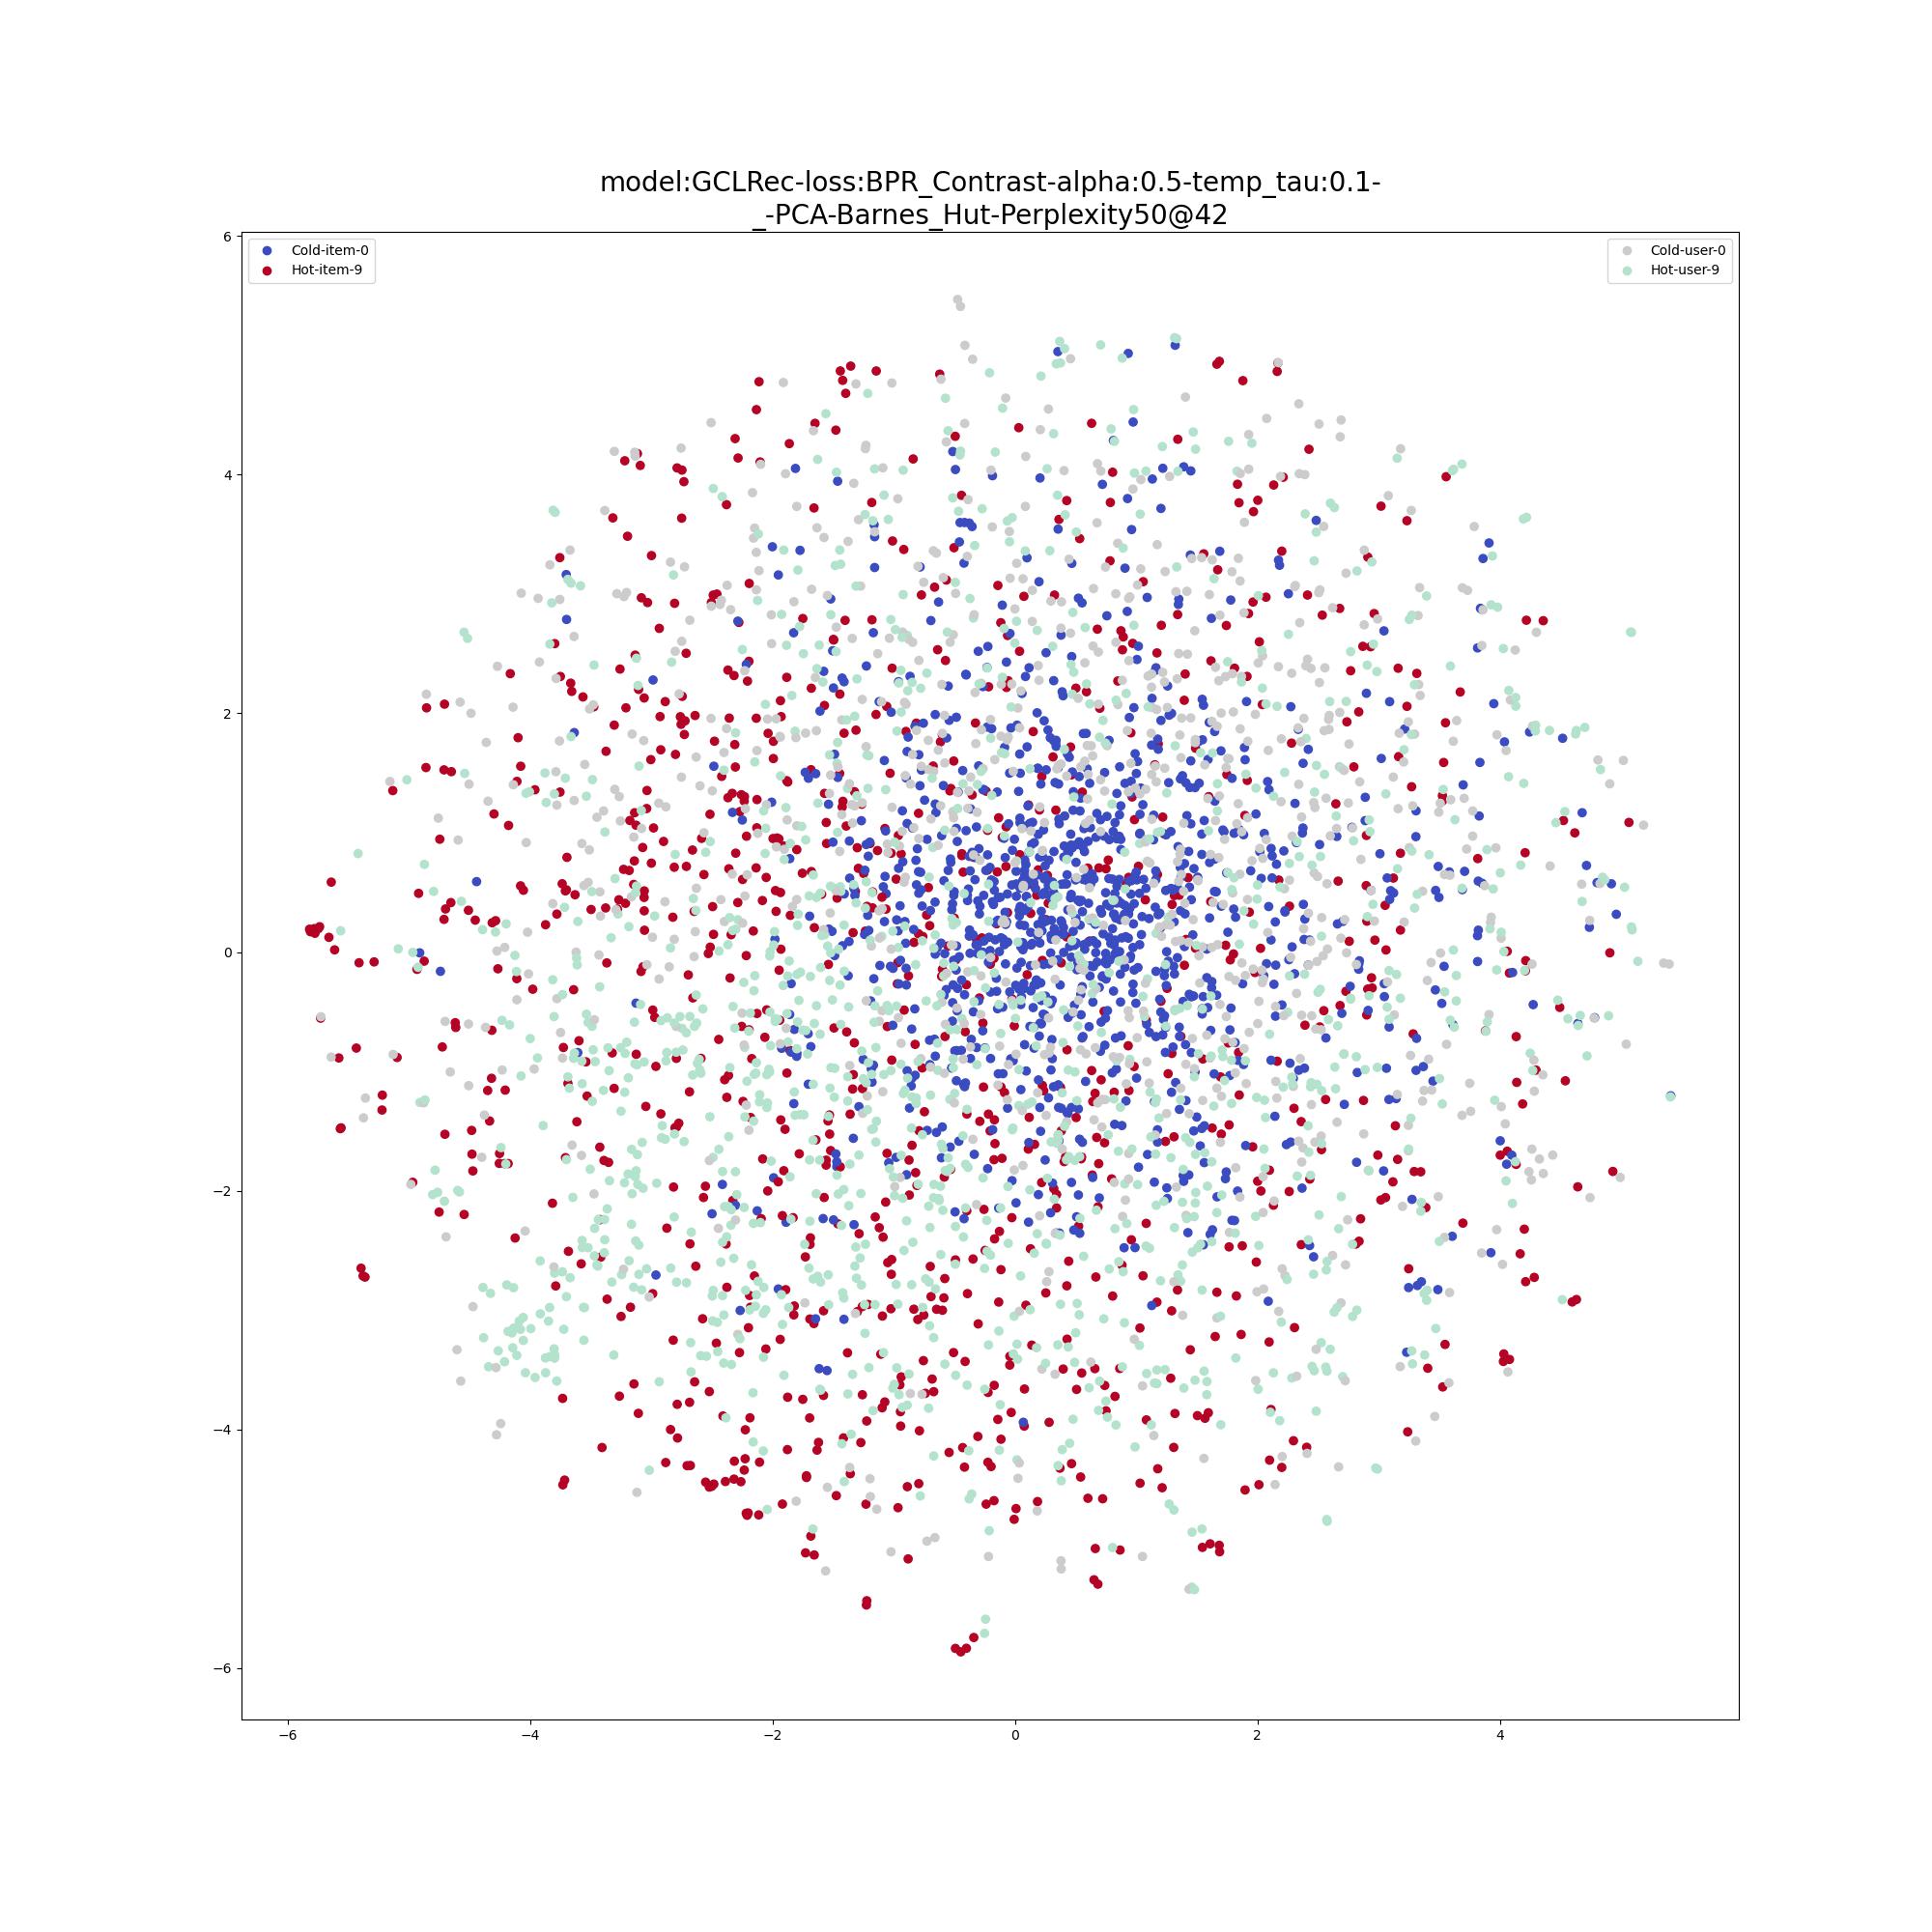 model:GCLRec-loss:BPR_Contrast-alpha:0.5-temp_tau:0.1-
_-PCA-Barnes_Hut-Perplexity50@42
Cold-item-0
Hot-item-9
Cold-user-0
Hot-user-9
6
4
2
0
−2
−4
−6
−6 −4 −2 0 2 4